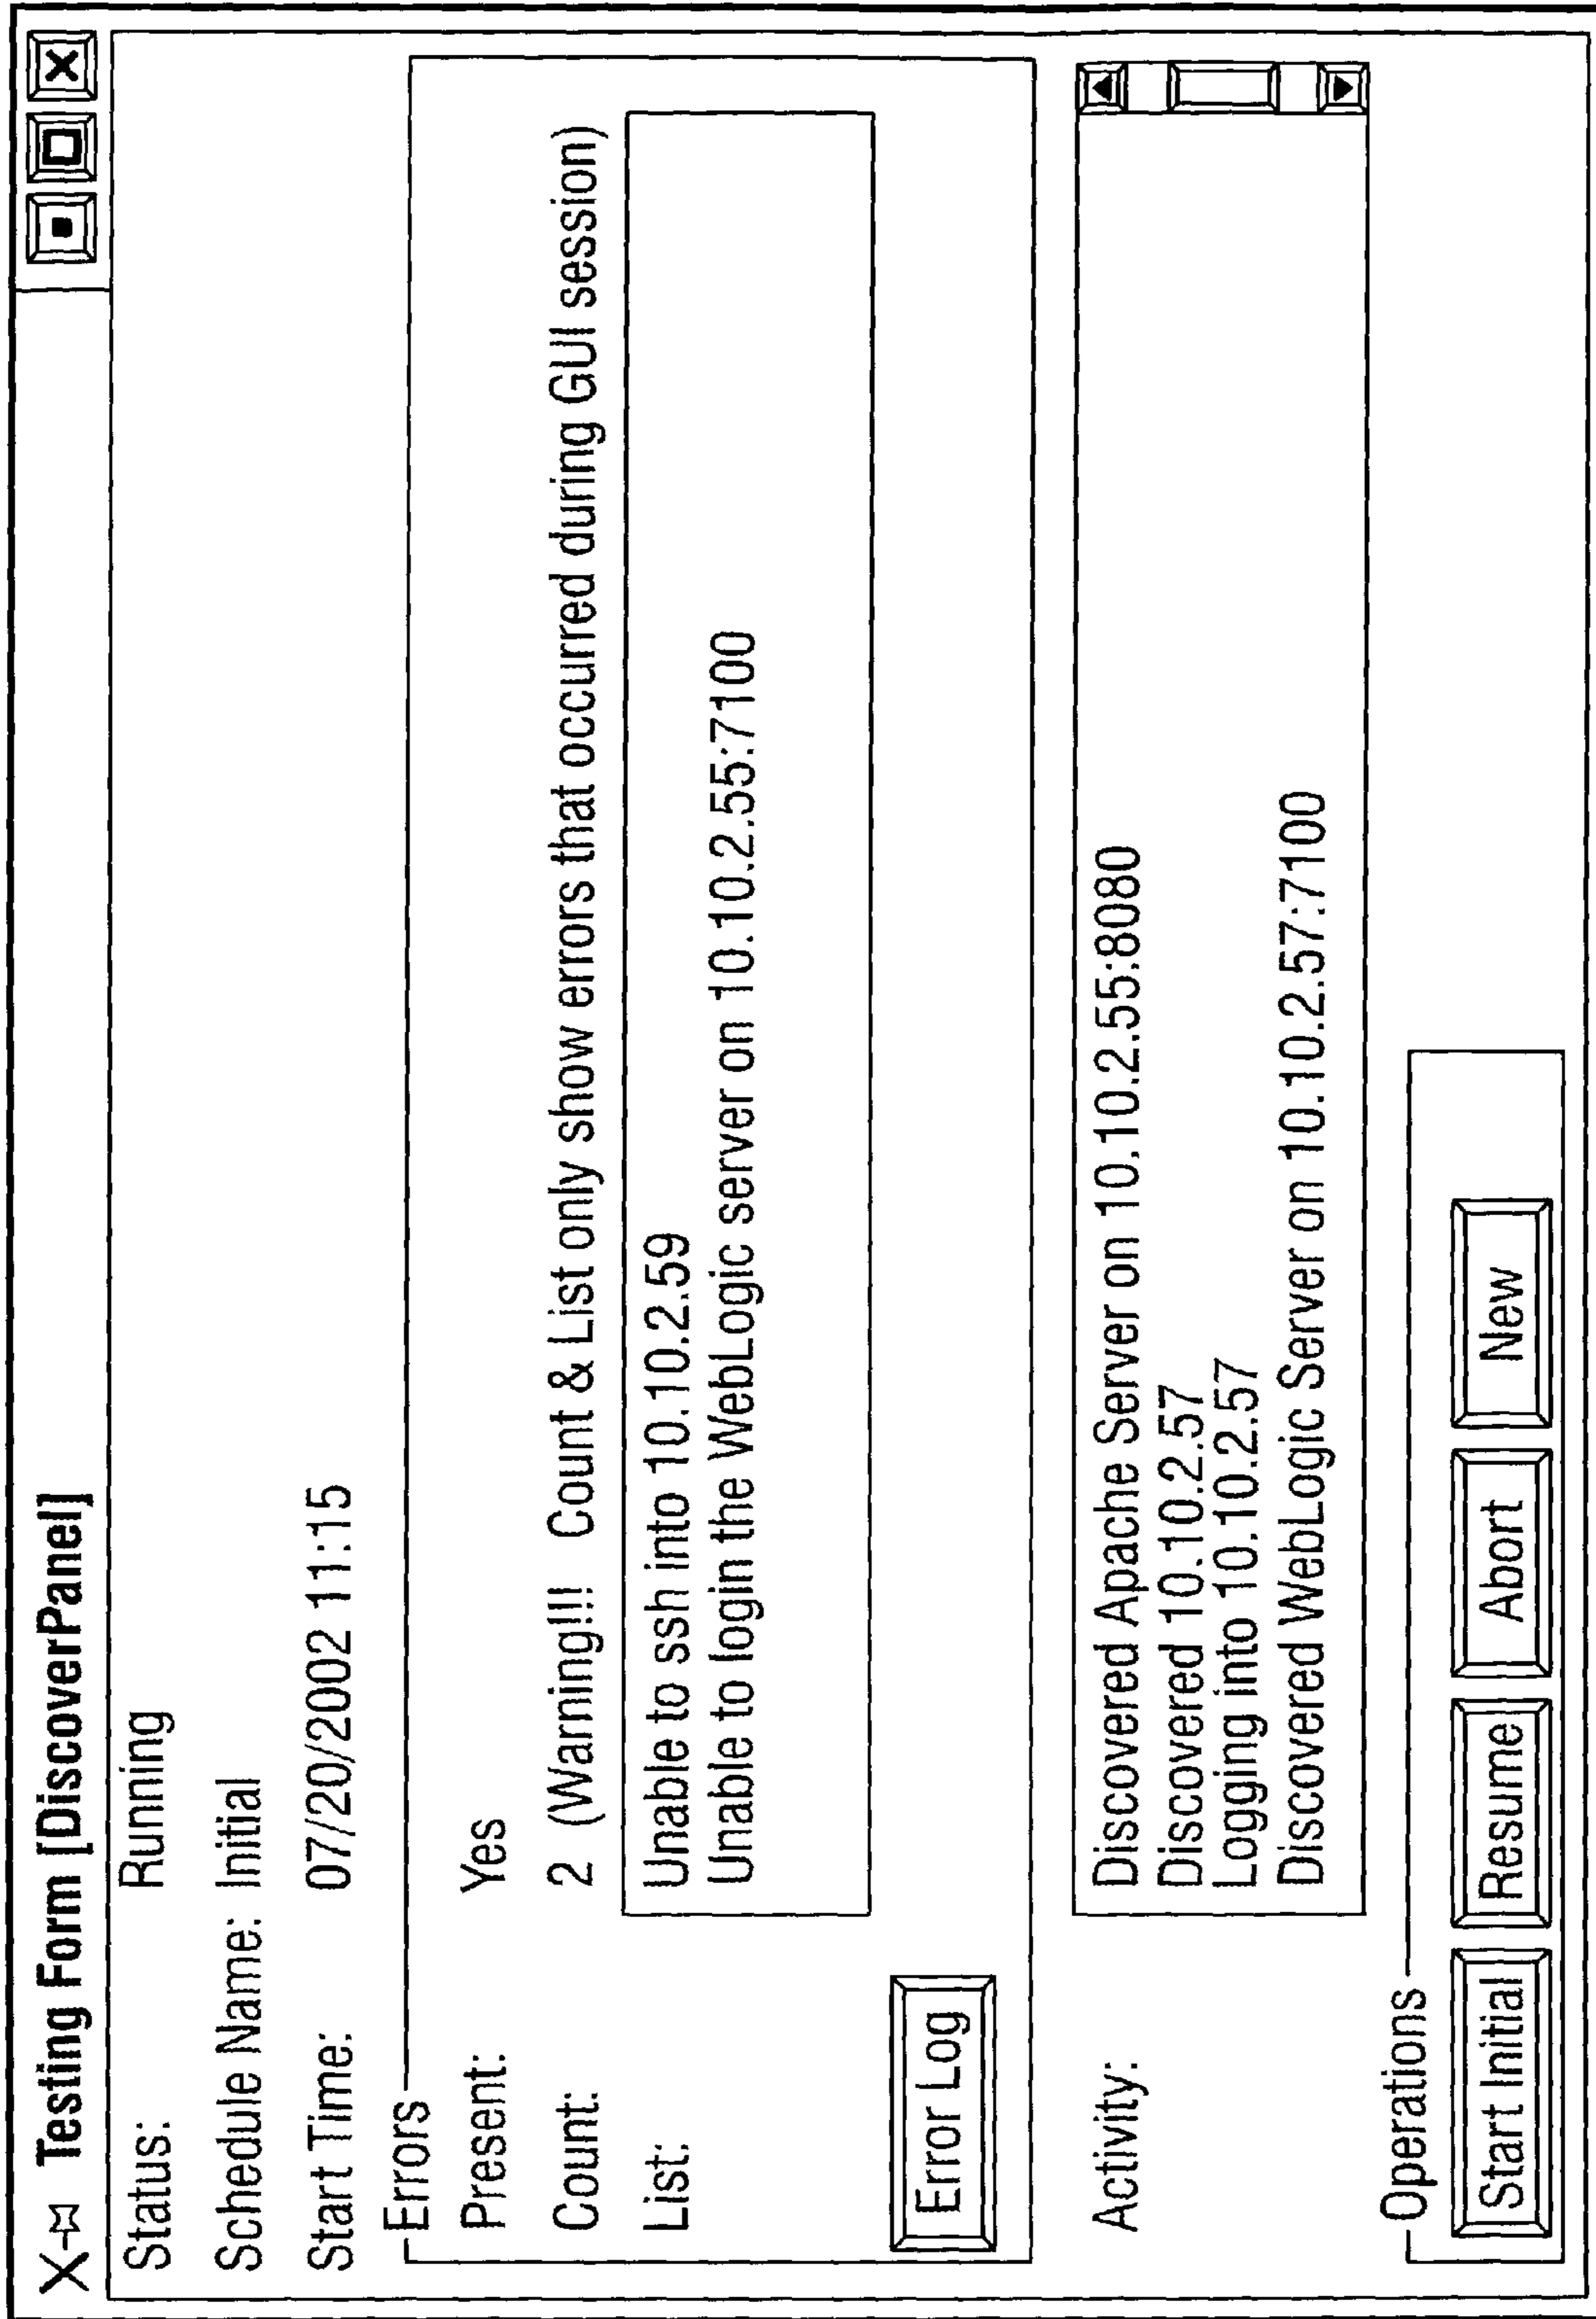 Testing Form [DiscoverPanel]
Status: Running
Schedule Name: Initial
Start Time: 07/20/2002 11:15
Errors
Present: Yes
Count: 2 (Warning!!! Count & List only show errors that occurred during GUI session)
List: Unable to ssh into 10.10.2.59
Unable to login the WebLogic server on 10.10.2.55:7100
Error Log
Activity: Discovered Apache Server on 10.10.2.55:8080
Discovered 10.10.2.57
Logging into 10.10.2.57
Discovered WebLogic Server on 10.10.2.57:7100
Operations
Start Initial Resume Abort New